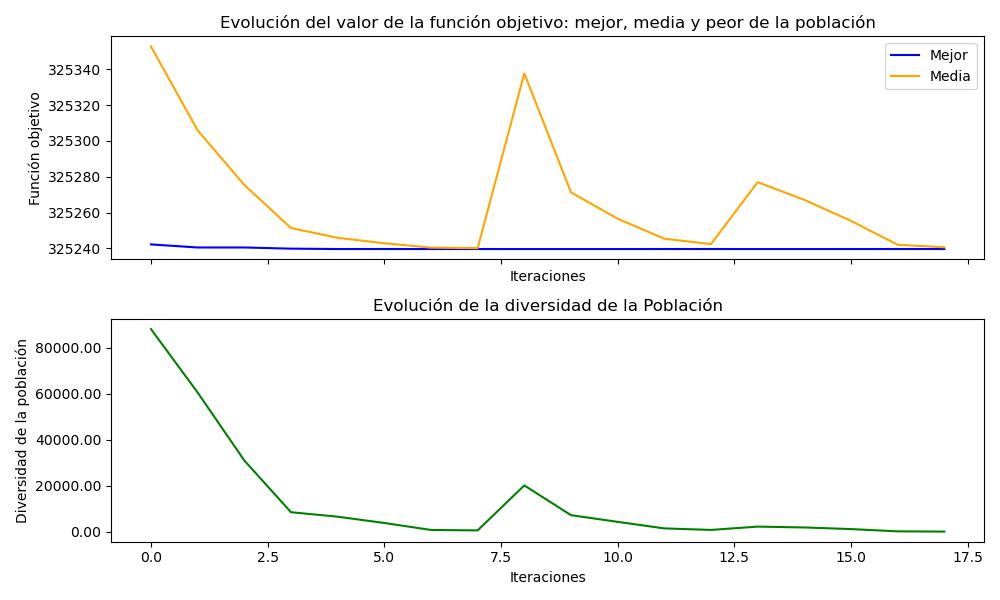 Evolución del valor de la función objetivo: mejor, media y peor de la población
Función objetivo
325340
325320
325300
325280
325260
325240
Mejor
Media
Iteraciones
Evolución de la diversidad de la Población
Diversidad de la población
80000.00
60000.00
40000.00
20000.00
0.00
0.0 2.5 5.0 7.5 10.0 12.5 15.0 17.5
Iteraciones